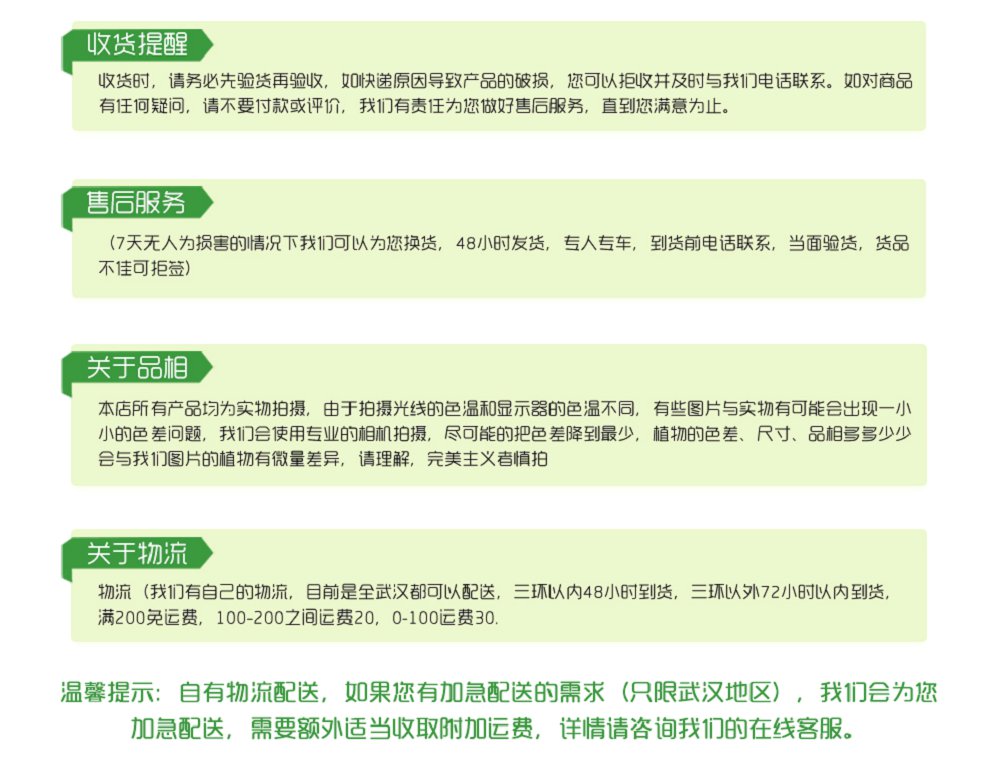 收货提醒
收货时，请务必先验货再验收，如快递原因导致产品的破损，您可以拒收并及时与我们电话联系。如对商品
有任何疑问，请不要付款或评价，我们有责任为您做好售后服务，直到您满意为止。
售后服务
（7天无人为损害的情况下我们可以为您换货，48小时发货，专人专车，到货前电话联系，当面验货，货品
不佳可拒签）
关于品相
本店所有产品均为实物拍摄，由于拍摄光线的色温和显示器的色温不同，有些图片与实物有可能会出现一小
小的色差问题，我们会使用专业的相机拍摄，尽可能的把色差降到最少，植物的色差、尺寸、品相多多少少
会与我们图片的植物有微量差异，请理解，完美主义者慎拍
关于物流
物流（我们有自己的物流，目前是全武汉都可以配送，三环以内48小时到货，三环以外72小时以内到货，
满200免运费，100-200之间运费20，0-100运费30.
温馨提示：自有物流配送，如果您有加急配送的需求（只限武汉地区），我们会为您
加急配送，需要额外适当收取附加运费，详情请咨询我们的在线客服。